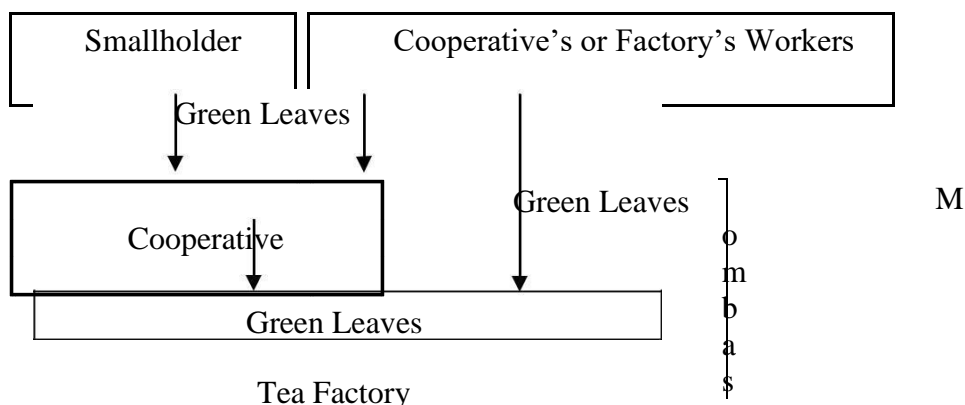 Smallholder
Cooperative’s or Factory’s Workers
Green Leaves
Green Leaves
M
o
m
b
a
s
Cooperative
Green Leaves
Tea Factory